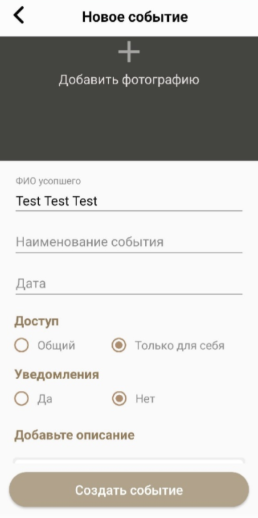 Новое событие
Добавить фотографию
ФИО усопшего
Test Test Test
Наименование события
Дата
Доступ
Общий Только для себя
Уведомления
Да Нет
Добавьте описание
Создать событие